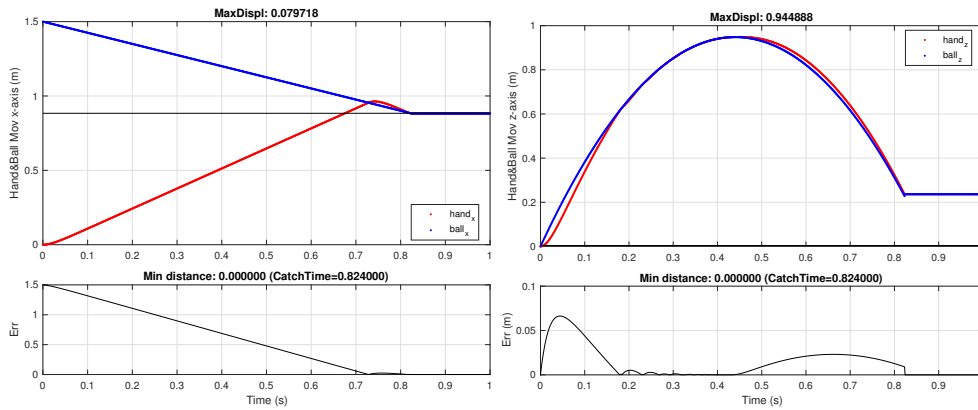 MaxDispl: 0.079718
Hand&Ball Mov x-axis (m)
1.5
1
0.5
0
hand_x
ball_x
0 0.1 0.2 0.3 0.4 0.5 0.6 0.7 0.8 0.9 1
Min distance: 0.000000 (CatchTime=0.824000)
Err
1.5
1
0.5
0
0 0.1 0.2 0.3 0.4 0.5 0.6 0.7 0.8 0.9 1
Time (s)
MaxDispl: 0.944888
Hand&Ball Mov z-axis (m)
1
0.8
0.6
0.4
0.2
0
hand_z
ball_z
0 0.1 0.2 0.3 0.4 0.5 0.6 0.7 0.8 0.9
Min distance: 0.000000 (CatchTime=0.824000)
Err (m)
0.1
0.05
0
0 0.1 0.2 0.3 0.4 0.5 0.6 0.7 0.8 0.9
Time (s)